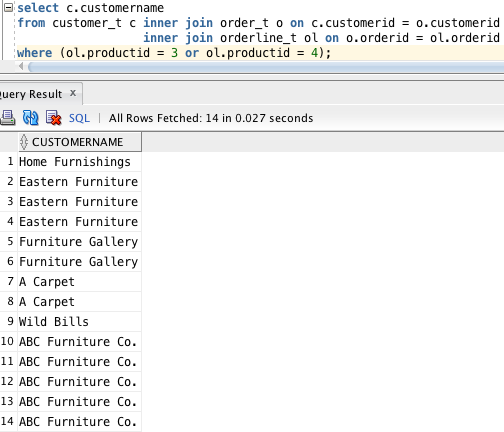 select c.customername
from customer_t c inner join order_t o on c.customerid = o.customerid
inner join orderline_t ol on o.orderid = ol.orderid
where (ol.productid = 3 or ol.productid = 4);
Query Result x
SQL | All Rows Fetched: 14 in 0.027 seconds
CUSTOMERNAME
1 Home Furnishings
2 Eastern Furniture
3 Eastern Furniture
4 Eastern Furniture
5 Furniture Gallery
6 Furniture Gallery
7 A Carpet
8 A Carpet
9 Wild Bills
10 ABC Furniture Co.
11 ABC Furniture Co.
12 ABC Furniture Co.
13 ABC Furniture Co.
14 ABC Furniture Co.